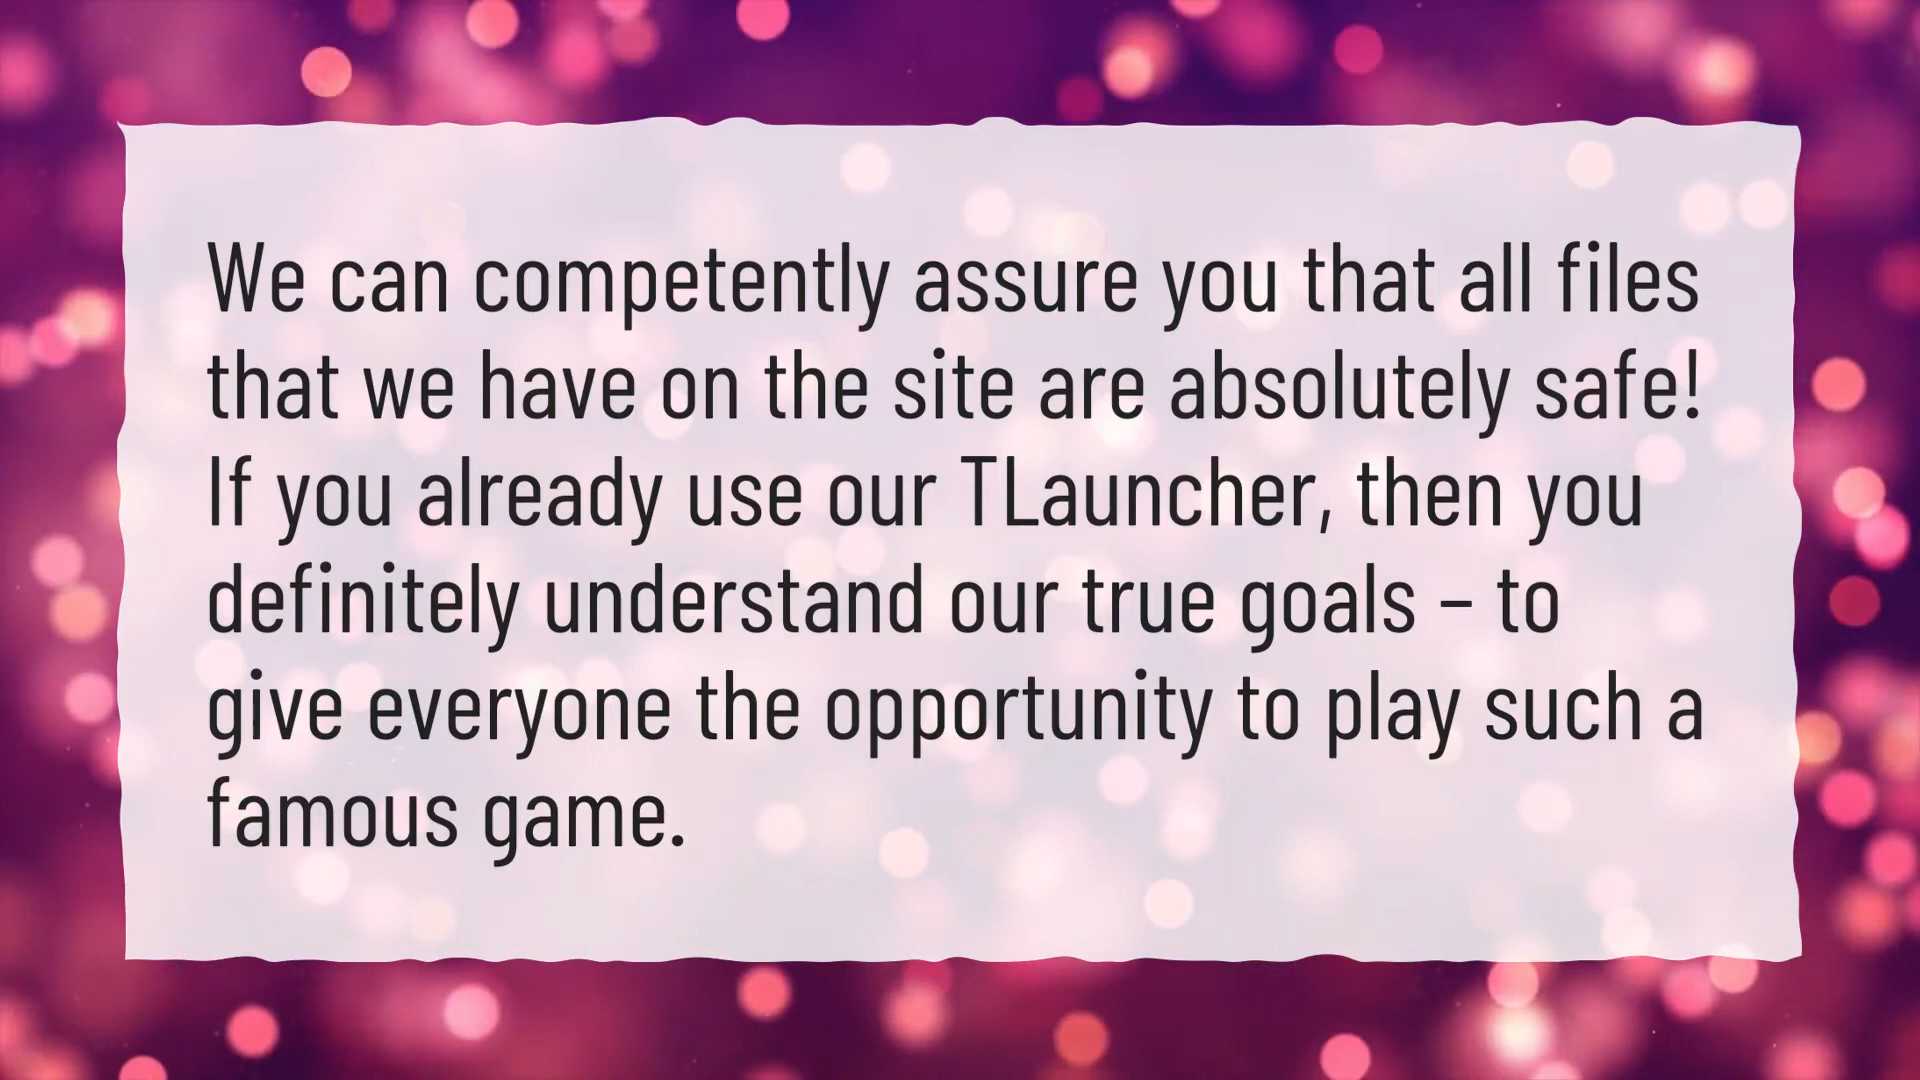 We can competently assure you that all files
that we have on the site are absolutely safe!
If you already use our TLauncher, then you
definitely understand our true goals – to
give everyone the opportunity to play such a
famous game.